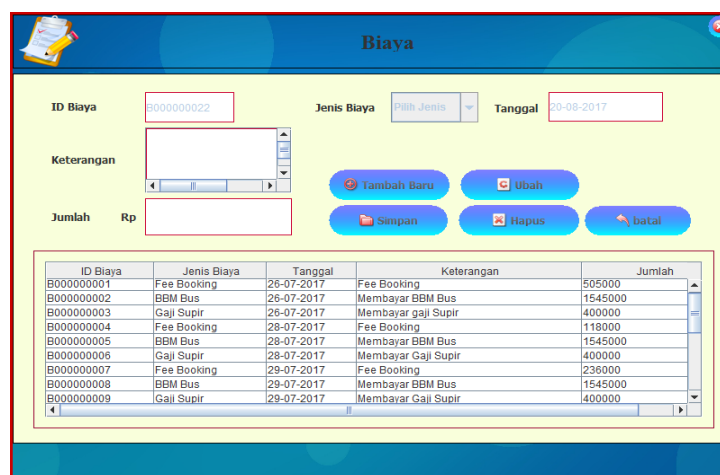 Biaya
ID Biaya B000000022 Jenis Biaya Pilih Jenis Tanggal 20-08-2017
Keterangan
Tambah Baru Ubah
Jumlah Rp
Simpan Hapus batal
ID Biaya Jenis Biaya Tanggal Keterangan Jumlah
B000000001 Fee Booking 26-07-2017 Fee Booking 505000
B000000002 BBM Bus 26-07-2017 Membayar BBM Bus 1545000
B000000003 Gaji Supir 26-07-2017 Membayar gaji Supir 400000
B000000004 Fee Booking 28-07-2017 Fee Booking 118000
B000000005 BBM Bus 28-07-2017 Membayar BBM Bus 1545000
B000000006 Gaji Supir 28-07-2017 Membayar Gaji Supir 400000
B000000007 Fee Booking 29-07-2017 Fee Booking 236000
B000000008 BBM Bus 29-07-2017 Membayar BBM Bus 1545000
B000000009 Gaji Supir 29-07-2017 Membayar Gaji Supir 400000